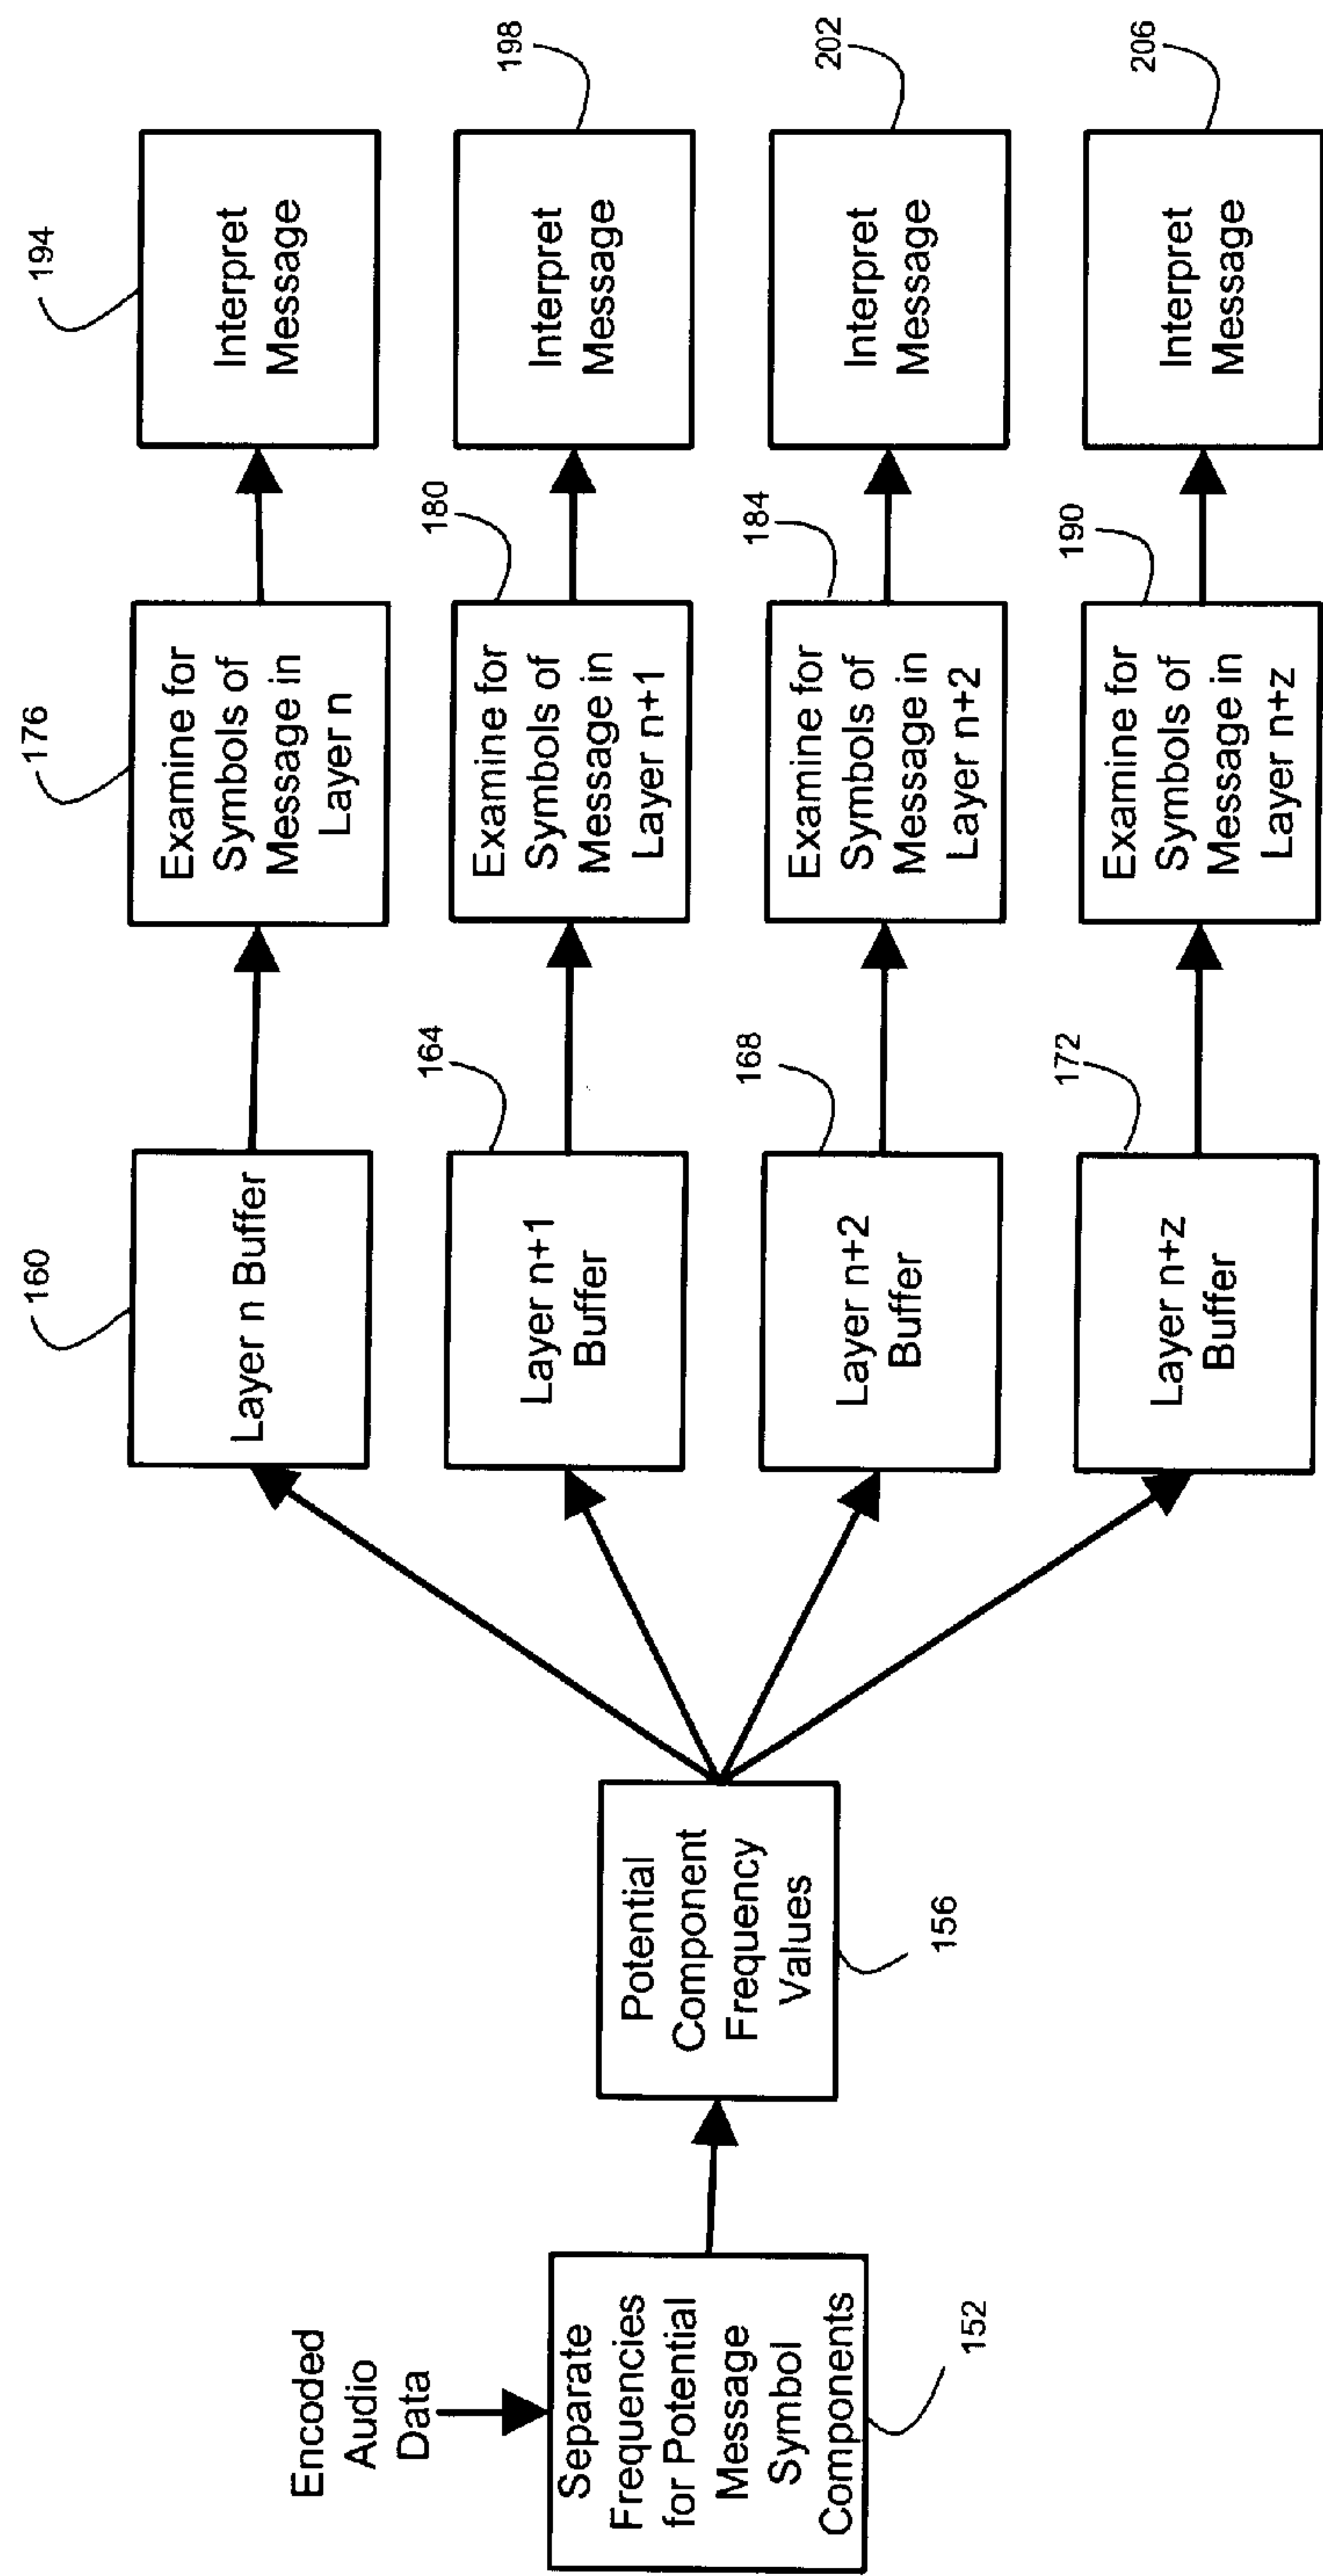 Encoded
Audio
Data
Separate
Frequencies
for Potential
Message
Symbol
Components
152
Potential
Component
Frequency
Values
156
160
Layer n Buffer
176
Examine for
Symbols of
Message in
Layer n
194
Interpret
Message
164
Layer n+1
Buffer
180
Examine for
Symbols of
Message in
Layer n+1
198
Interpret
Message
168
Layer n+2
Buffer
184
Examine for
Symbols of
Message in
Layer n+2
202
Interpret
Message
172
Layer n+z
Buffer
190
Examine for
Symbols of
Message in
Layer n+z
206
Interpret
Message